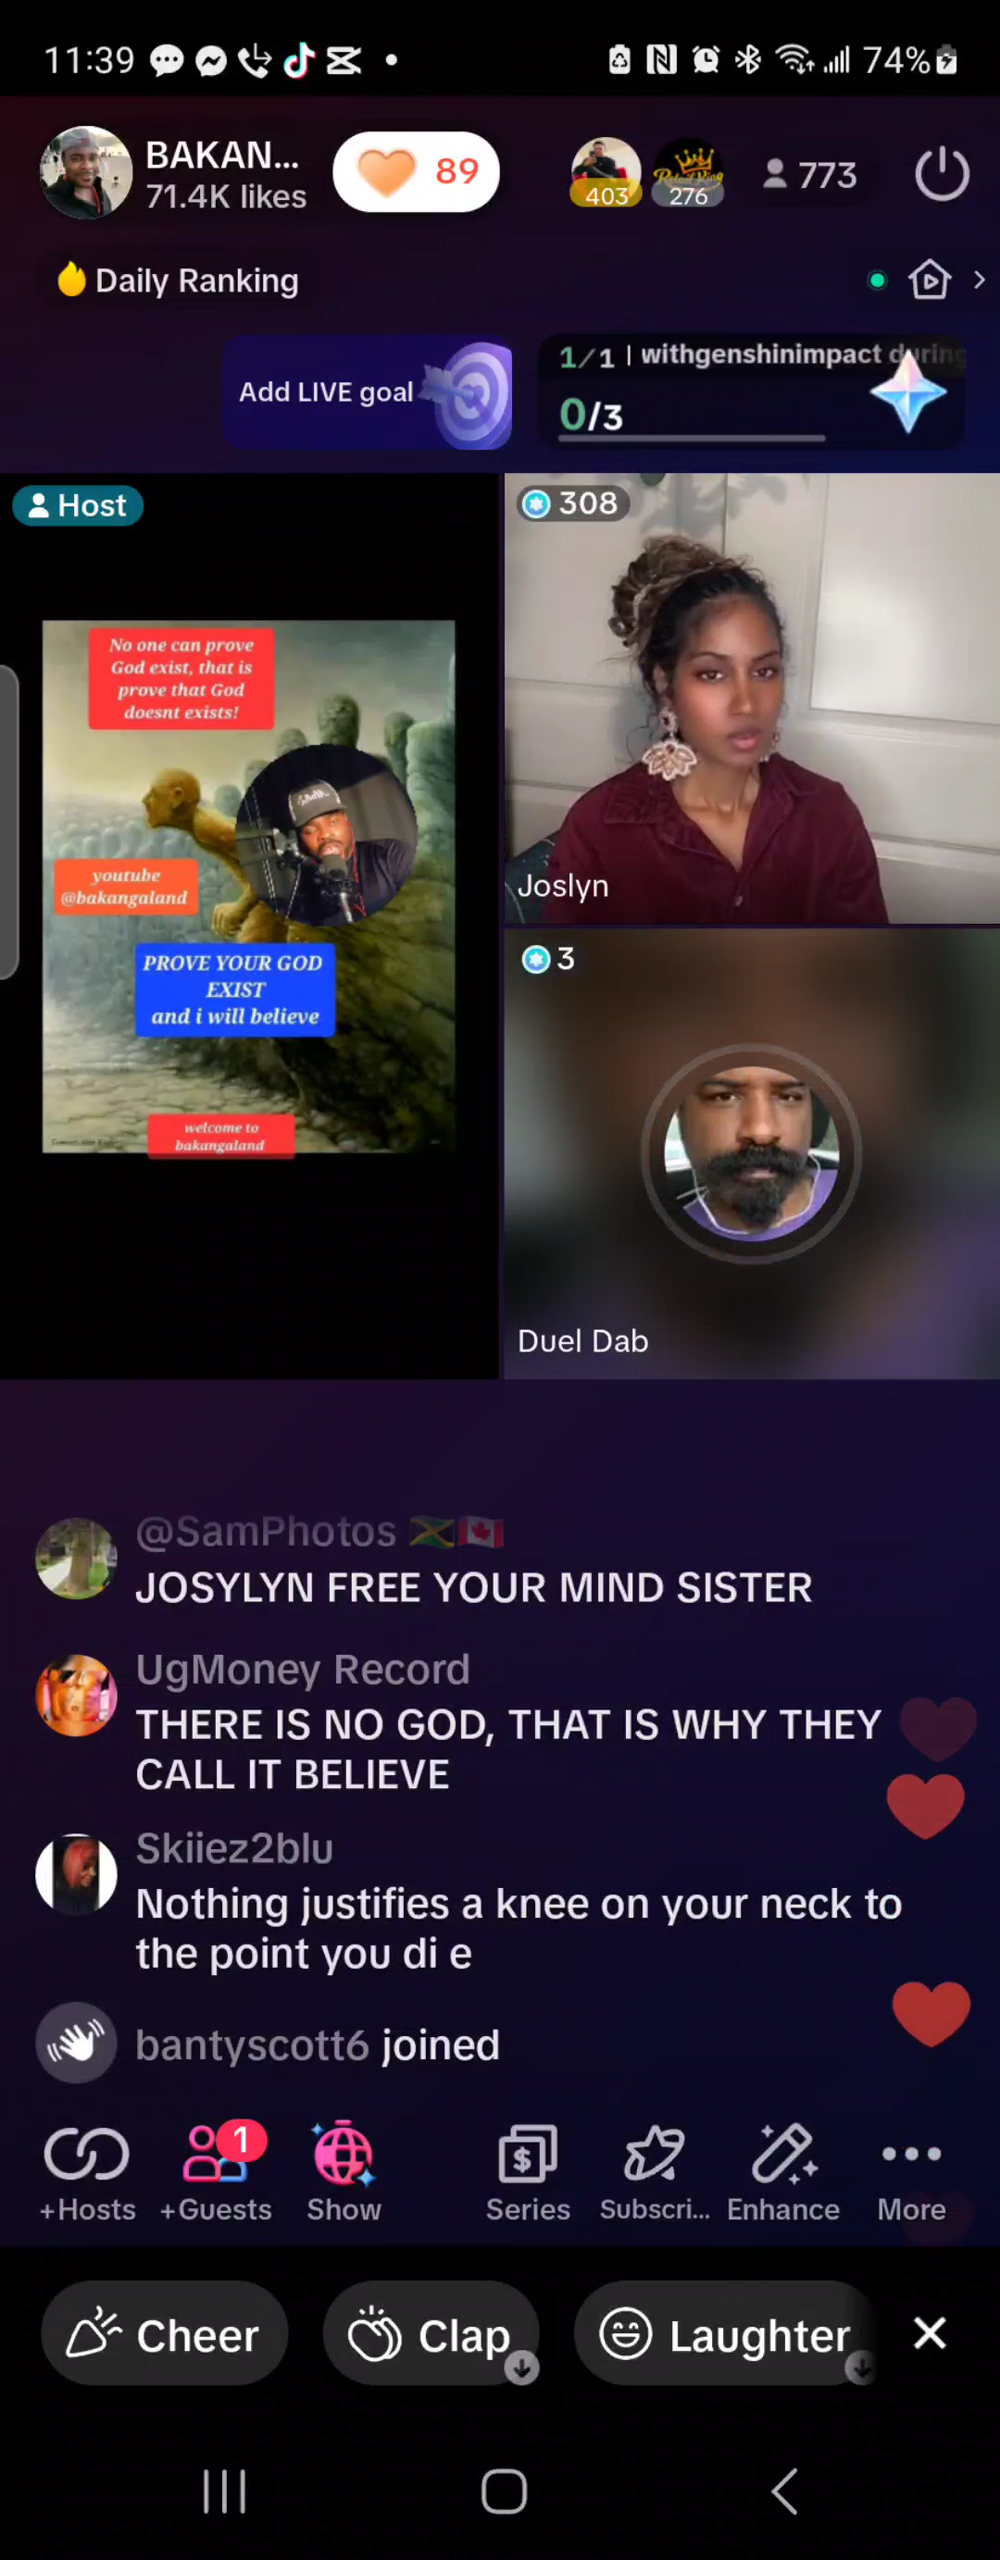 11:39
74%
BAKAN...
71.4K likes
89
403
276
773
Daily Ranking
Add LIVE goal
1/1 | withgenshinimpact during
0/3
Host
308
No one can prove
God exist, that is
prove that God
doesnt exists!
youtube
@bakangaland
PROVE YOUR GOD
EXIST
and i will believe
welcome to
bakangaland
Joslyn
3
Duel Dab
@SamPhotos
JOSYLYN FREE YOUR MIND SISTER
UgMoney Record
THERE IS NO GOD, THAT IS WHY THEY
CALL IT BELIEVE
Skiiez2blu
Nothing justifies a knee on your neck to
the point you di e
bantyscott6 joined
1
+Hosts
+Guests
Show
Series
Subscri...
Enhance
More
Cheer
Clap
Laughter